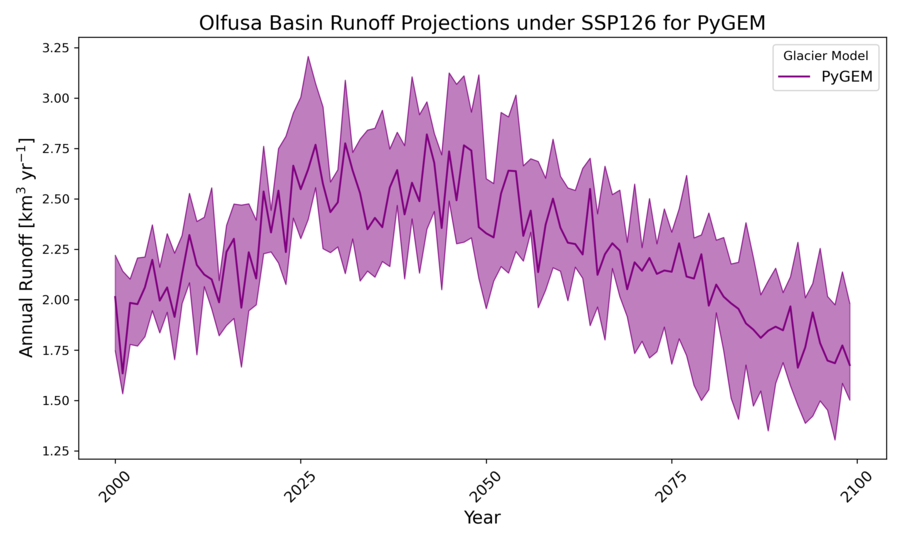 Olfusa Basin Runoff Projections under SSP126 for PyGEM
Glacier Model
PyGEM
Annual Runoff [km³ yr⁻¹]
3.25
3.00
2.75
2.50
2.25
2.00
1.75
1.50
1.25
2000
2025
2050
2075
2100
Year